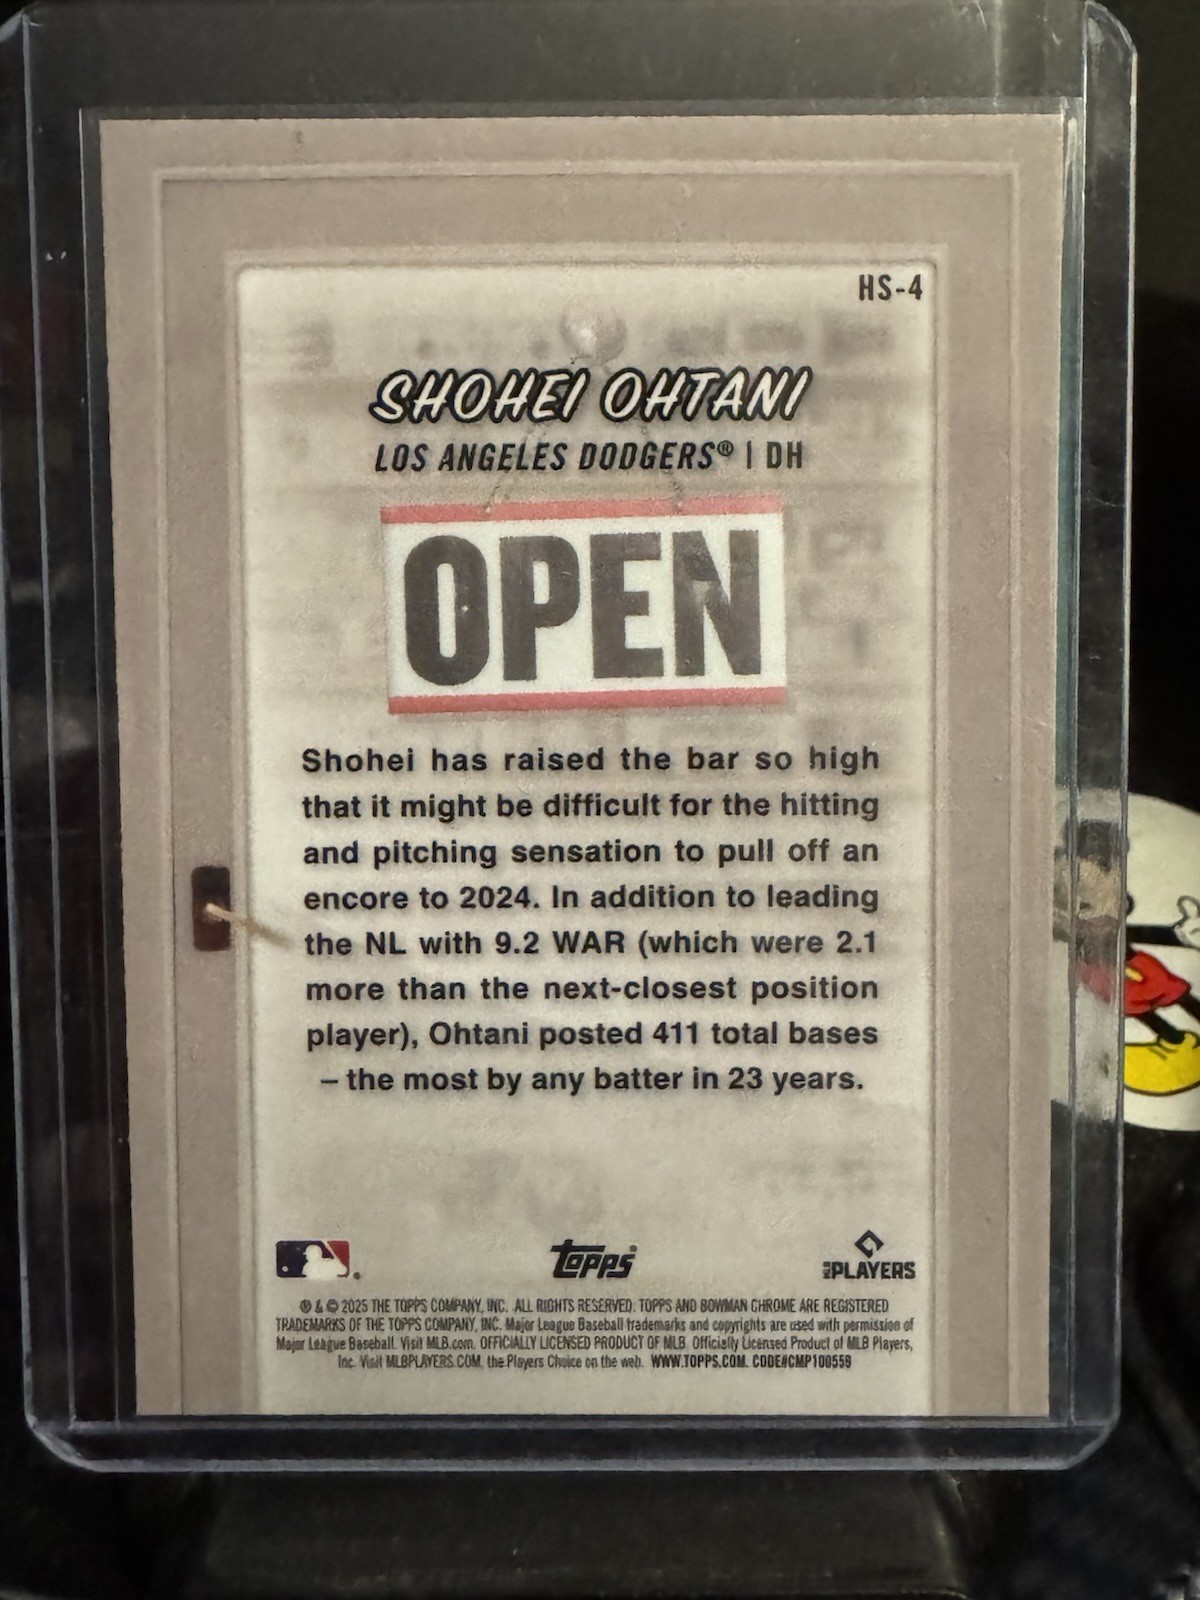 HS-4
SHOHEI OHTANI
LOS ANGELES DODGERS® | DH
OPEN
Shohei has raised the bar so high
that it might be difficult for the hitting
and pitching sensation to pull off an
encore to 2024. In addition to leading
the NL with 9.2 WAR (which were 2.1
more than the next-closest position
player), Ohtani posted 411 total bases
– the most by any batter in 23 years.
topps
PLAYERS
® & © 2025 THE TOPPS COMPANY, INC. ALL RIGHTS RESERVED. TOPPS AND BOWMAN CHROME ARE REGISTERED
TRADEMARKS OF THE TOPPS COMPANY, INC. Major League Baseball trademarks and copyrights are used with permission of
Major League Baseball. Visit MLB.com. OFFICIALLY LICENSED PRODUCT OF MLB. Officially Licensed Product of MLB Players,
Inc. Visit MLBPLAYERS.COM, the Players Choice on the web. WWW.TOPPS.COM. CODE#CMP100558